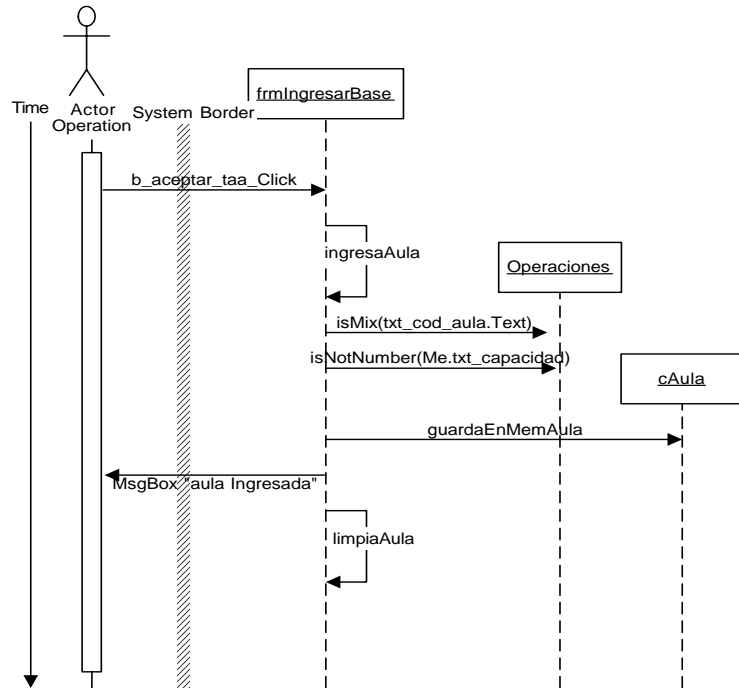 frmIngresarBase
Time
Actor
Operation
System Border
b_aceptar_taa_Click
ingresaAula
Operaciones
isMix(txt_cod_aula.Text)
isNotNumber(Me.txt_capacidad)
cAula
guardaEnMemAula
MsgBox "aula Ingresada"
limpiaAula